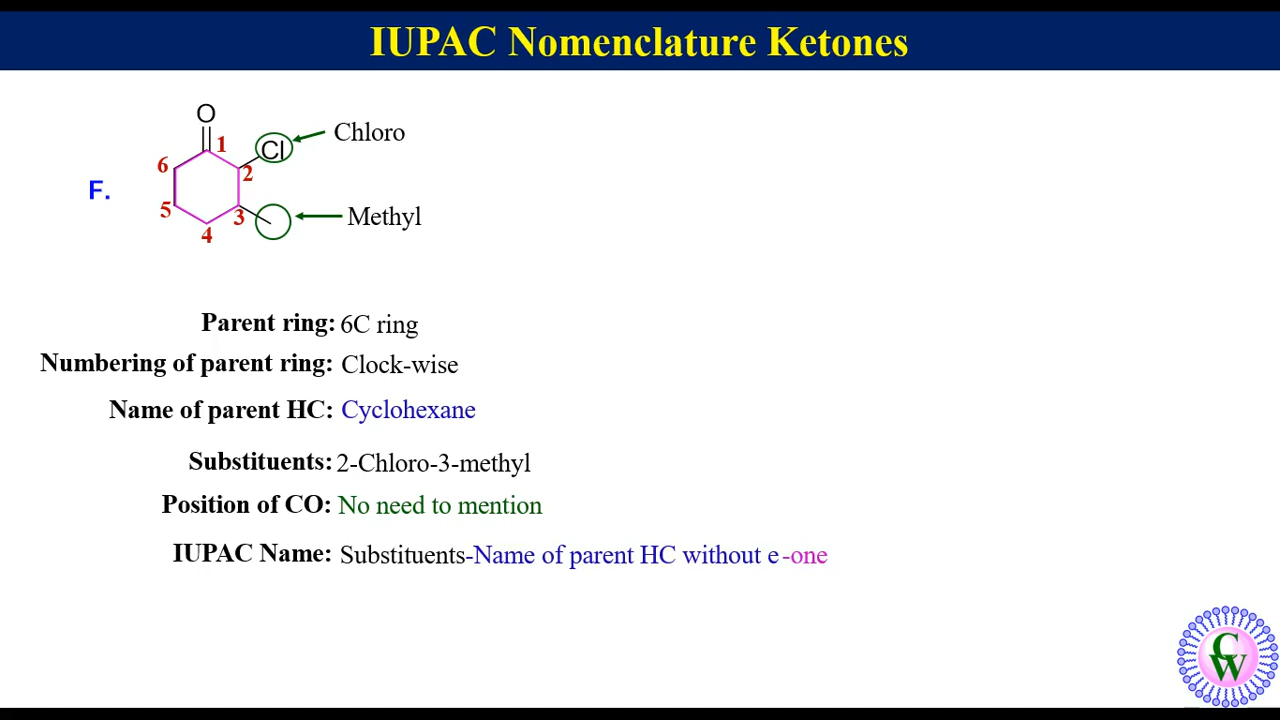 IUPAC Nomenclature Ketones
O
1
Cl
Chloro
6
2
F.
5
3
Methyl
4
Parent ring: 6C ring
Numbering of parent ring: Clock-wise
Name of parent HC: Cyclohexane
Substituents: 2-Chloro-3-methyl
Position of CO: No need to mention
IUPAC Name: Substituents-Name of parent HC without e-one
C
W